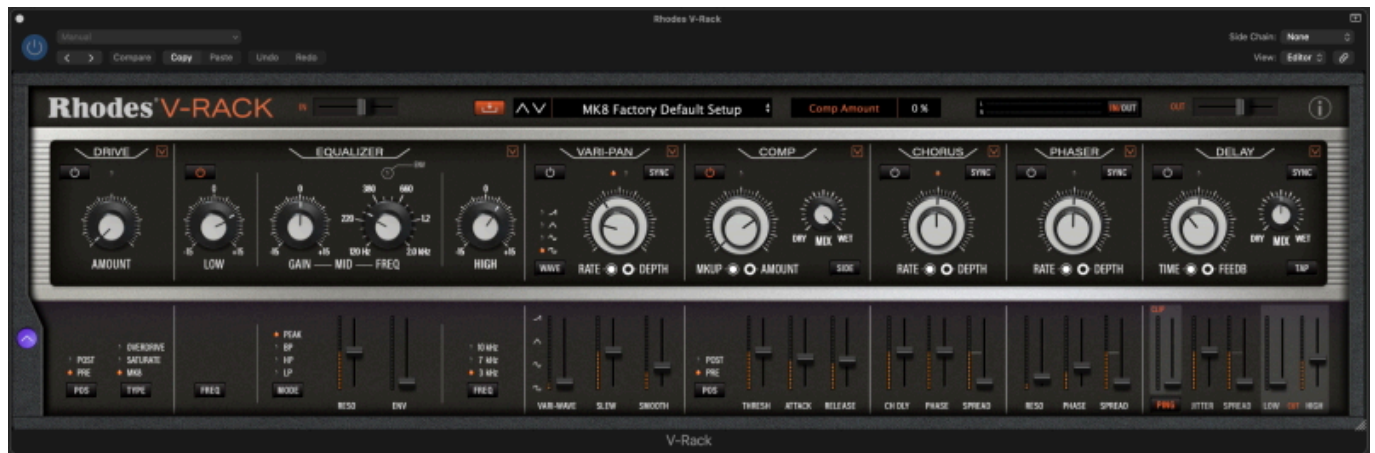 Rhodes V-Rack
Manual
Side Chain: None
Compare Copy Paste Undo Redo
View: Editor
Rhodes V-RACK IN MK8 Factory Default Setup Comp Amount 0 % L R IN/OUT OUT
DRIVE EQUALIZER VARI-PAN COMP CHORUS PHASER DELAY
ENV
SYNC SYNC SYNC SYNC
0 0 380 660 0
220 1.2
-15 +15 -15 +15 120 Hz 2.0 kHz -15 +15
DRY MIX WET DRY MIX WET
AMOUNT LOW GAIN MID FREQ HIGH WAVE RATE DEPTH MKUP AMOUNT SIDE RATE DEPTH RATE DEPTH TIME FEEDB TAP
CLIP
PEAK
OVERDRIVE BP 10 kHz
POST SATURATE HP 7 kHz POST
PRE MK8 LP 3 kHz PRE
POS TYPE FREQ MODE FREQ POS
RESO ENV VARI-WAVE SLEW SMOOTH THRESH ATTACK RELEASE CH DLY PHASE SPREAD RESO PHASE SPREAD PING JITTER SPREAD LOW CUT HIGH
V-Rack